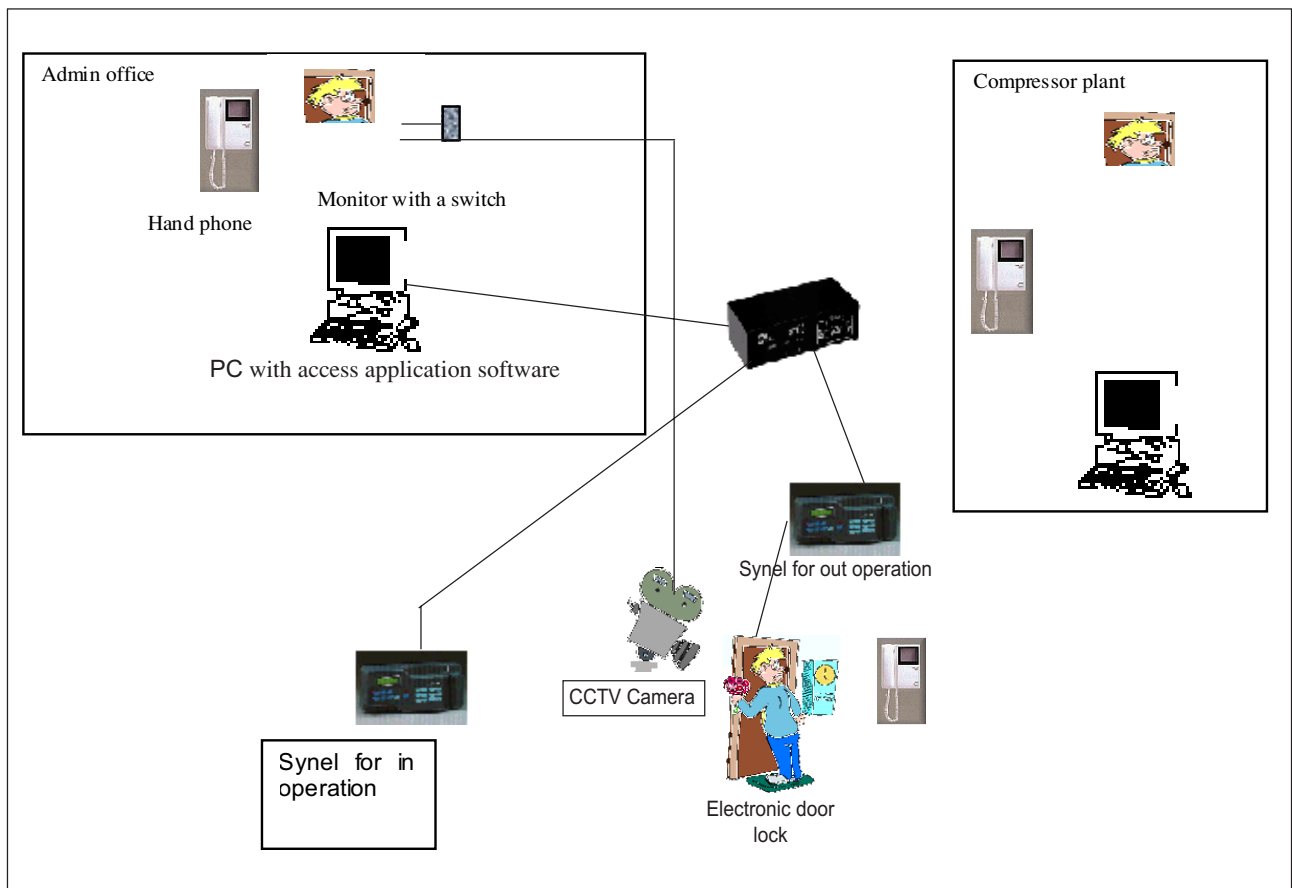 Admin office
Compressor plant
Monitor with a switch
Hand phone
PC with access application software
Synel for out operation
CCTV Camera
Synel for in
operation
Electronic door
lock